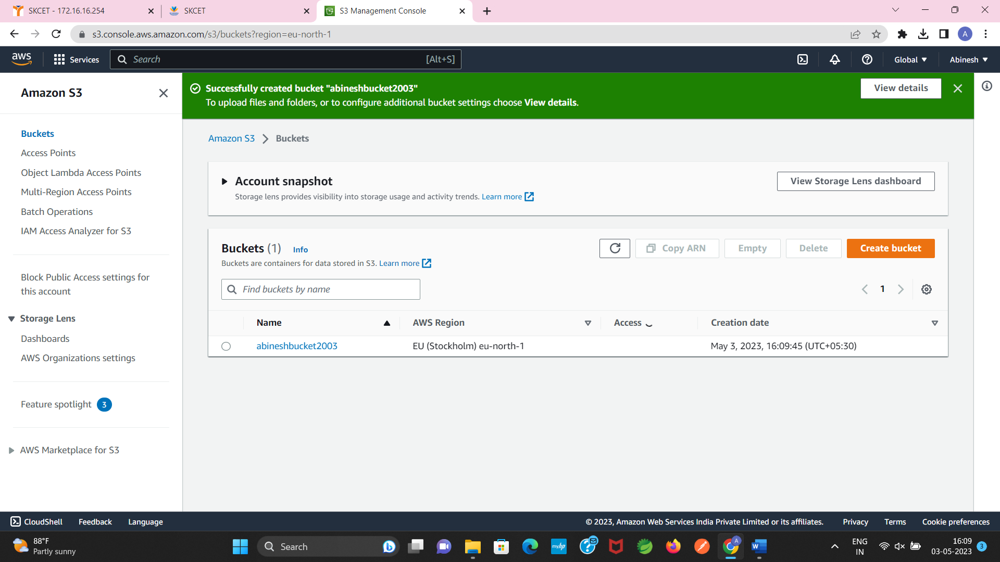 SKCET - 172.16.16.254
SKCET
S3 Management Console
s3.console.aws.amazon.com/s3/buckets?region=eu-north-1
A
aws
Services
Search
[Alt+S]
Global
Abinesh
Amazon S3
Successfully created bucket "abineshbucket2003"
To upload files and folders, or to configure additional bucket settings choose View details.
View details
Buckets
Access Points
Object Lambda Access Points
Multi-Region Access Points
Batch Operations
IAM Access Analyzer for S3
Block Public Access settings for
this account
Storage Lens
Dashboards
AWS Organizations settings
Feature spotlight 3
AWS Marketplace for S3
Amazon S3
Buckets
Account snapshot
Storage lens provides visibility into storage usage and activity trends. Learn more
View Storage Lens dashboard
Buckets (1) Info
Buckets are containers for data stored in S3. Learn more
Copy ARN
Empty
Delete
Create bucket
Find buckets by name
1
Name
AWS Region
Access
Creation date
abineshbucket2003
EU (Stockholm) eu-north-1
May 3, 2023, 16:09:45 (UTC+05:30)
CloudShell
Feedback
Language
© 2023, Amazon Web Services India Private Limited or its affiliates.
Privacy
Terms
Cookie preferences
88°F
Partly sunny
Search
myhp
A
W
ENG
IN
16:09
03-05-2023
3